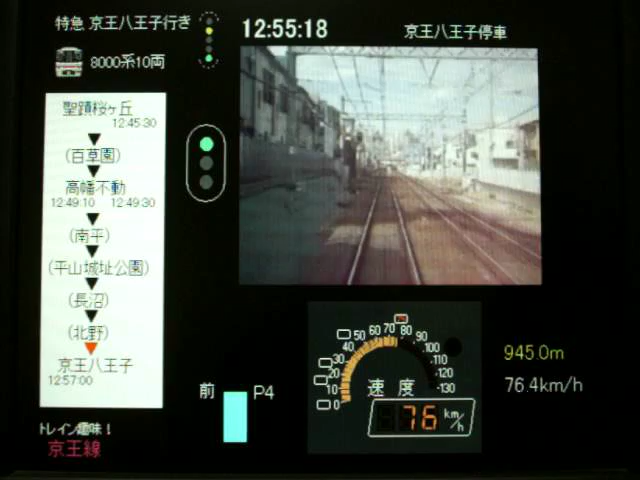 特急 京王八王子行き
8000系10両
12:55:18
京王八王子停車
聖蹟桜ヶ丘
12:45:30
(百草園)
高幡不動
12:49:10 12:49:30
(南平)
(平山城址公園)
(長沼)
(北野)
京王八王子
12:57:00
トレイン趣味!
京王線
前
P4
0
10
20
30
40
50
60
70
75
80
90
100
110
120
130
速度
76 km/h
945.0m
76.4km/h